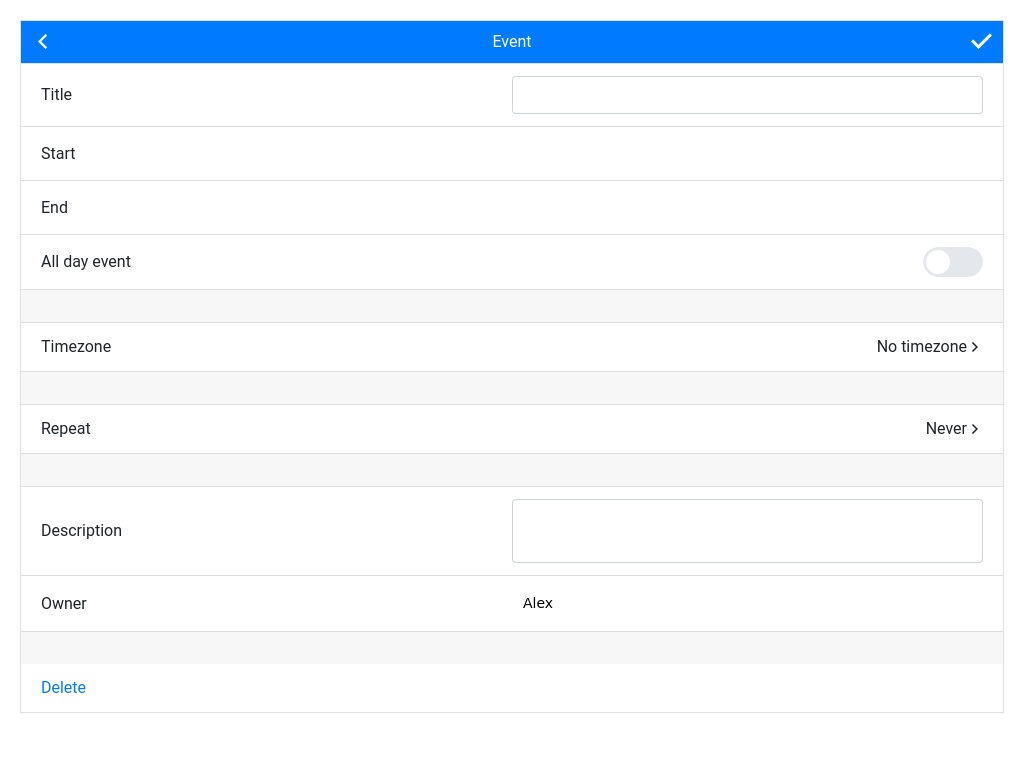 Event
Title
Start
End
All day event
Timezone No timezone
Repeat Never
Description
Owner Alex
Delete